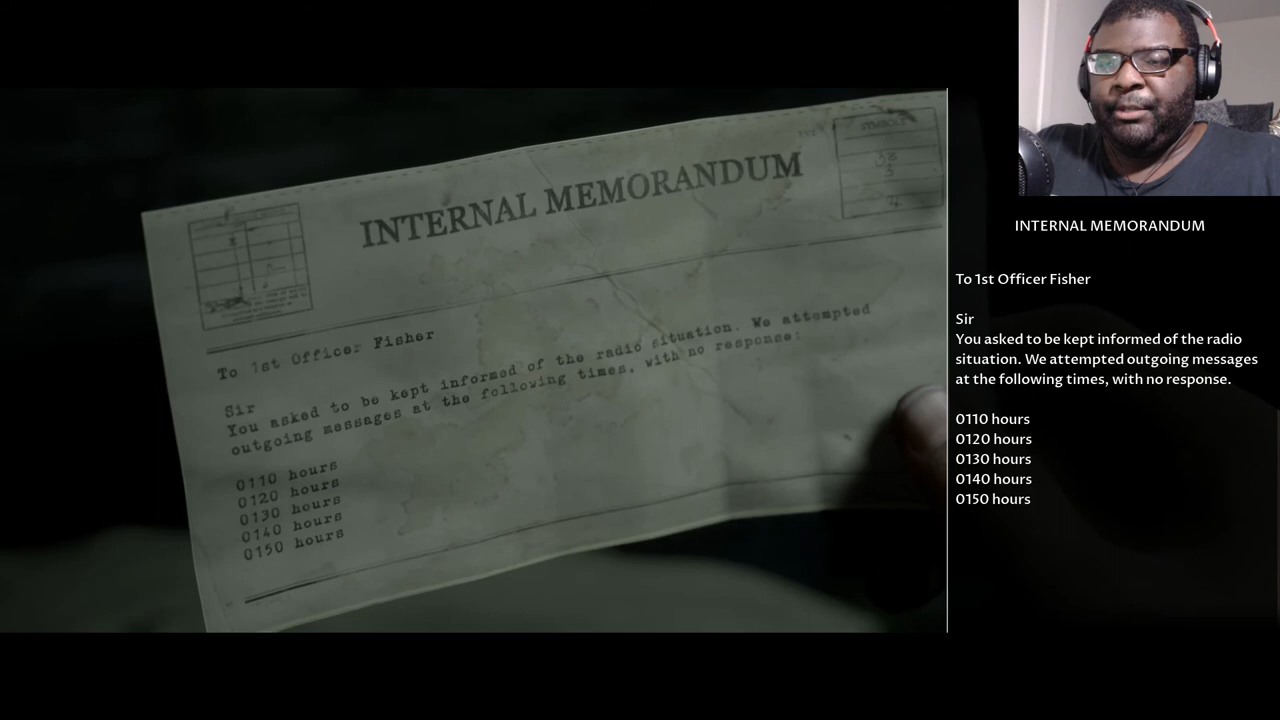 INTERNAL MEMORANDUM
To 1st Officer Fisher
Sir
You asked to be kept informed of the radio situation. We attempted
outgoing messages at the following times, with no response:
0110 hours
0120 hours
0130 hours
0140 hours
0150 hours
INTERNAL MEMORANDUM
To 1st Officer Fisher
Sir
You asked to be kept informed of the radio
situation. We attempted outgoing messages
at the following times, with no response.
0110 hours
0120 hours
0130 hours
0140 hours
0150 hours